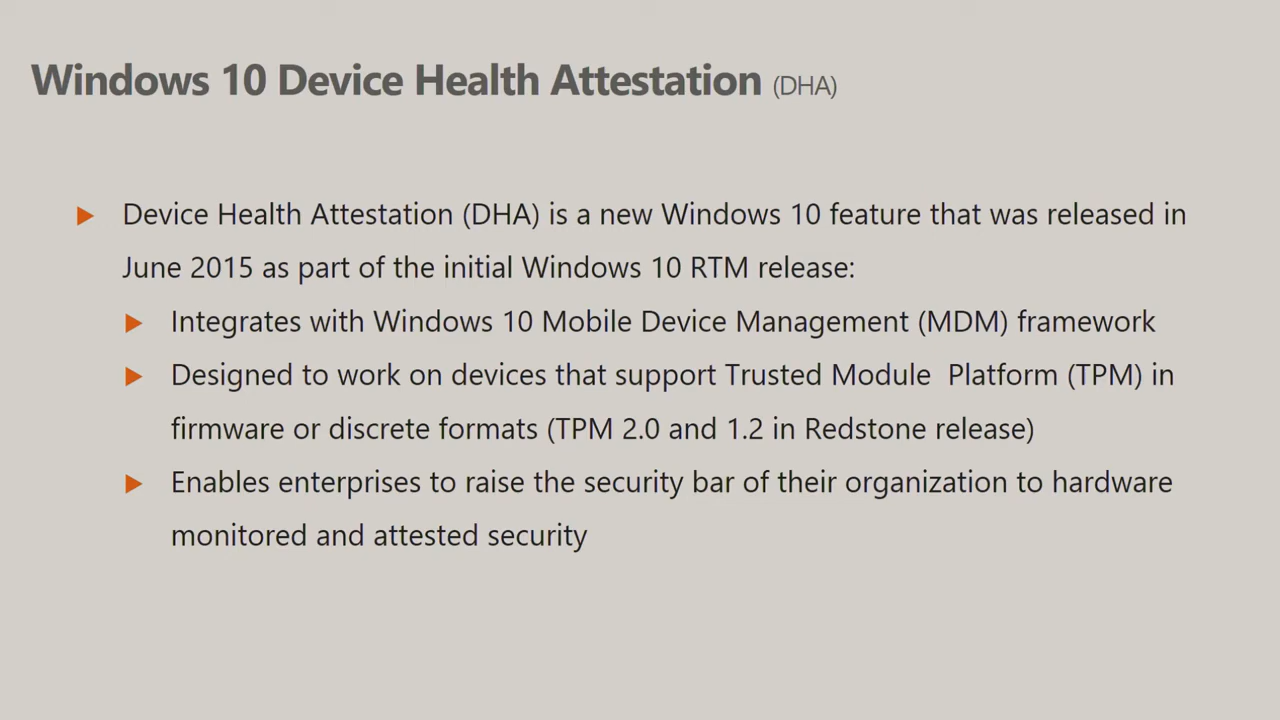 Windows 10 Device Health Attestation (DHA)
Device Health Attestation (DHA) is a new Windows 10 feature that was released in
June 2015 as part of the initial Windows 10 RTM release:
Integrates with Windows 10 Mobile Device Management (MDM) framework
Designed to work on devices that support Trusted Module  Platform (TPM) in
firmware or discrete formats (TPM 2.0 and 1.2 in Redstone release)
Enables enterprises to raise the security bar of their organization to hardware
monitored and attested security